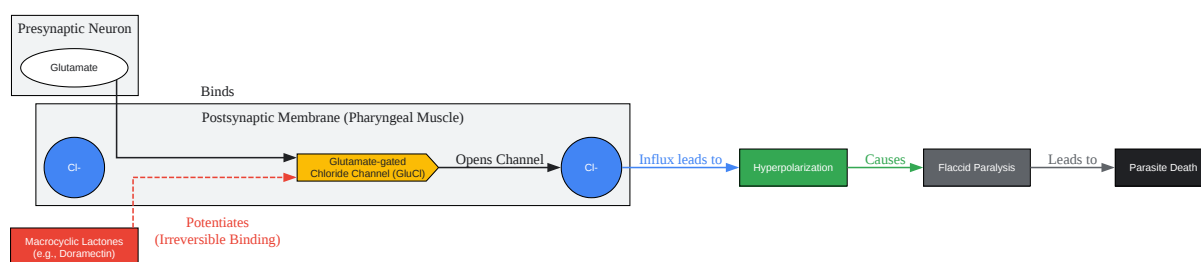 Presynaptic Neuron
Glutamate
Binds
Postsynaptic Membrane (Pharyngeal Muscle)
Cl-
Glutamate-gated
Chloride Channel (GluCl)
Opens Channel
Cl-
Influx leads to
Hyperpolarization
Causes
Flaccid Paralysis
Leads to
Parasite Death
Potentiates
(Irreversible Binding)
Macrocyclic Lactones
(e.g., Doramectin)